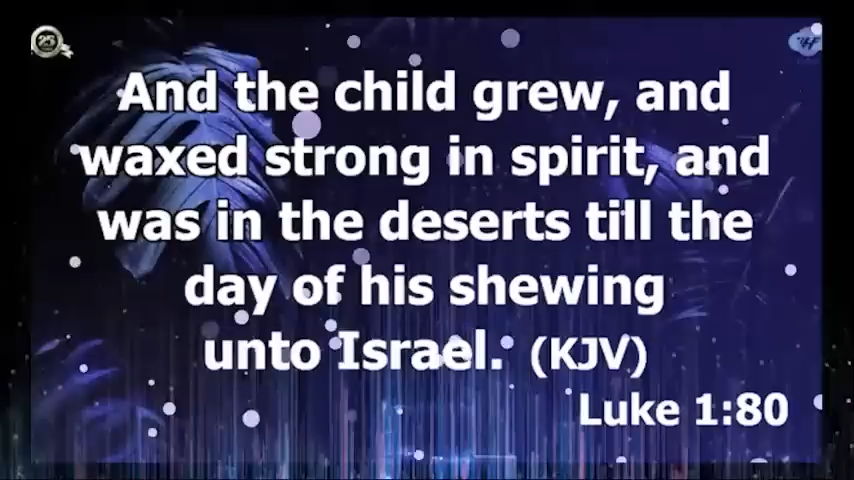 25
And the child grew, and
waxed strong in spirit, and
was in the deserts till the
day of his shewing
unto Israel. (KJV)
Luke 1:80